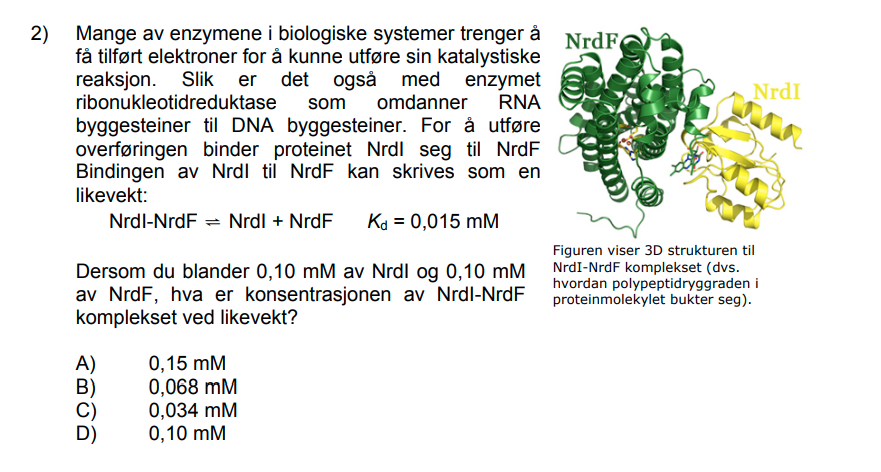 2) Mange av enzymene i biologiske systemer trenger å
få tilført elektroner for å kunne utføre sin katalystiske
reaksjon. Slik er det også med enzymet
ribonukleotidreduktase som omdanner RNA
byggesteiner til DNA byggesteiner. For å utføre
overføringen binder proteinet NrdI seg til NrdF
Bindingen av NrdI til NrdF kan skrives som en
likevekt:
NrdI-NrdF ⇌ NrdI + NrdF Kd = 0,015 mM
Dersom du blander 0,10 mM av NrdI og 0,10 mM
av NrdF, hva er konsentrasjonen av NrdI-NrdF
komplekset ved likevekt?
A) 0,15 mM
B) 0,068 mM
C) 0,034 mM
D) 0,10 mM
NrdF
NrdI
Figuren viser 3D strukturen til
NrdI-NrdF komplekset (dvs.
hvordan polypeptidryggraden i
proteinmolekylet bukter seg).